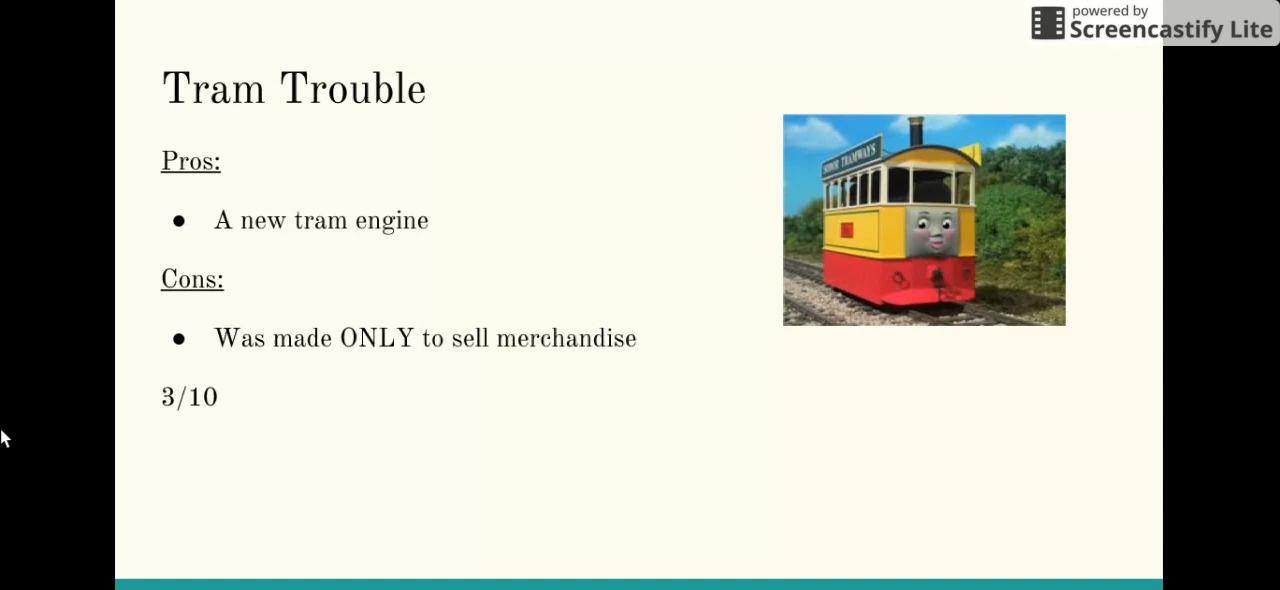 powered by
Screencastify Lite
Tram Trouble
Pros:
● A new tram engine
Cons:
● Was made ONLY to sell merchandise
3/10
SODOR TRAMWAYS